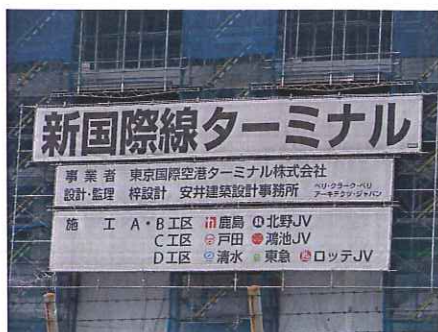 新国際線ターミナル
事業者 東京国際空港ターミナル株式会社
設計・監理 梓設計 安井建築設計事務所 ペリ・クラーク・ペリ アーキテクツ・ジャパン
施工 A・B工区 鹿島 北野JV
C工区 戸田 鴻池JV
D工区 清水 東急 ロッテJV